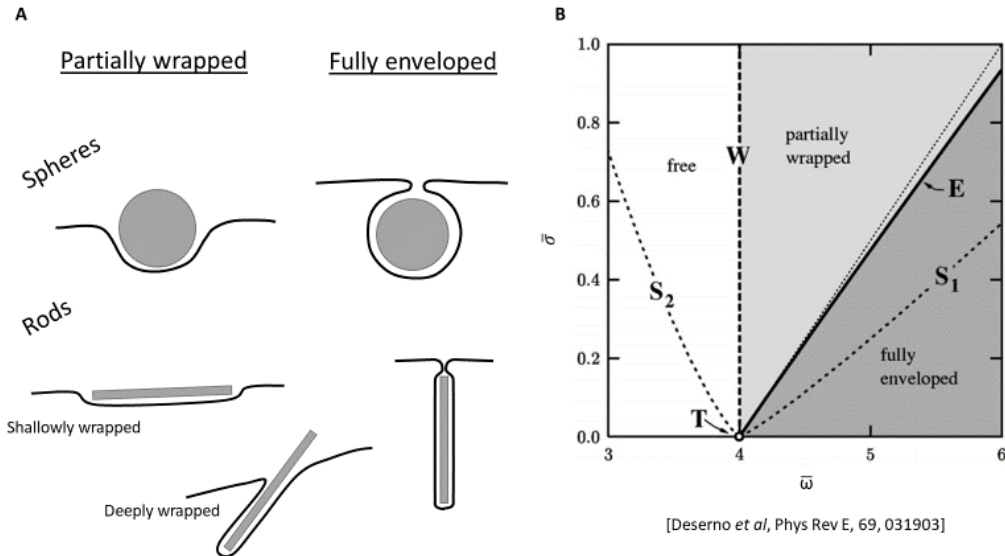 A
Partially wrapped
Fully enveloped
Spheres
Rods
Shallowly wrapped
Deeply wrapped
B
1.0
0.8
0.6
0.4
0.2
0.0
σ̅
free
W
partially
wrapped
E
S₂
S₁
fully
enveloped
T
3
4
5
6
ω̅
[Deserno et al, Phys Rev E, 69, 031903]